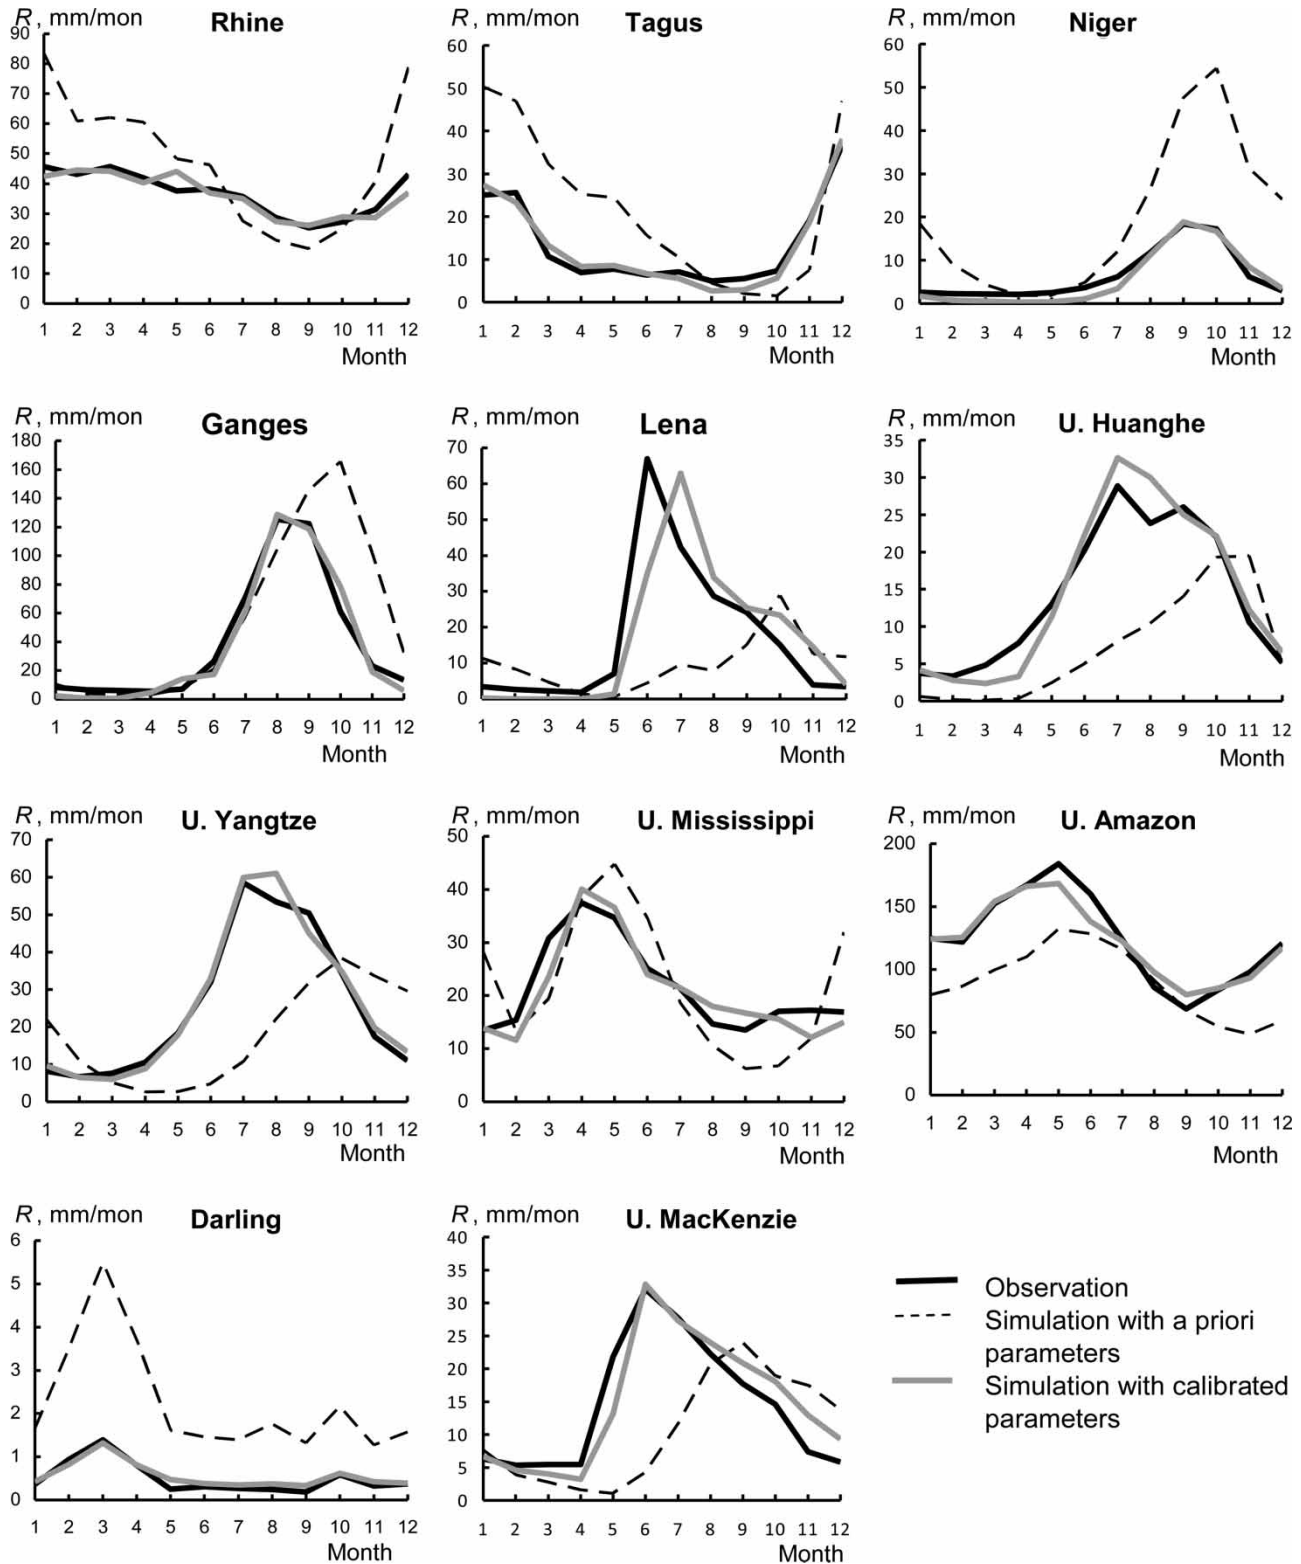 R, mm/mon Rhine
90
80
70
60
50
40
30
20
10
0
1 2 3 4 5 6 7 8 9 10 11 12
Month
R, mm/mon Tagus
60
50
40
30
20
10
0
1 2 3 4 5 6 7 8 9 10 11 12
Month
R, mm/mon Niger
60
50
40
30
20
10
0
1 2 3 4 5 6 7 8 9 10 11 12
Month
R, mm/mon Ganges
180
160
140
120
100
80
60
40
20
0
1 2 3 4 5 6 7 8 9 10 11 12
Month
R, mm/mon Lena
70
60
50
40
30
20
10
0
1 2 3 4 5 6 7 8 9 10 11 12
Month
R, mm/mon U. Huanghe
35
30
25
20
15
10
5
0
1 2 3 4 5 6 7 8 9 10 11 12
Month
R, mm/mon U. Yangtze
70
60
50
40
30
20
10
0
1 2 3 4 5 6 7 8 9 10 11 12
Month
R, mm/mon U. Mississippi
50
40
30
20
10
0
1 2 3 4 5 6 7 8 9 10 11 12
Month
R, mm/mon U. Amazon
200
150
100
50
0
1 2 3 4 5 6 7 8 9 10 11 12
Month
R, mm/mon Darling
6
5
4
3
2
1
0
1 2 3 4 5 6 7 8 9 10 11 12
Month
R, mm/mon U. MacKenzie
40
35
30
25
20
15
10
5
0
1 2 3 4 5 6 7 8 9 10 11 12
Month
Observation
Simulation with a priori
parameters
Simulation with calibrated
parameters